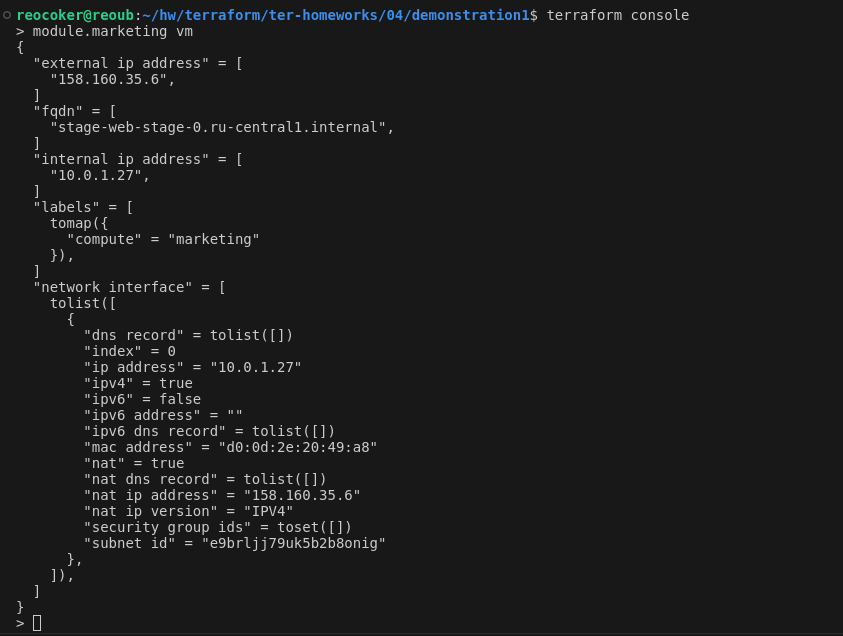 reocoker@reoub:~/hw/terraform/ter-homeworks/04/demonstration1$ terraform console
> module.marketing vm
{
  "external ip address" = [
    "158.160.35.6",
  ]
  "fqdn" = [
    "stage-web-stage-0.ru-central1.internal",
  ]
  "internal ip address" = [
    "10.0.1.27",
  ]
  "labels" = [
    tomap({
      "compute" = "marketing"
    }),
  ]
  "network interface" = [
    tolist([
      {
        "dns record" = tolist([])
        "index" = 0
        "ip address" = "10.0.1.27"
        "ipv4" = true
        "ipv6" = false
        "ipv6 address" = ""
        "ipv6 dns record" = tolist([])
        "mac address" = "d0:0d:2e:20:49:a8"
        "nat" = true
        "nat dns record" = tolist([])
        "nat ip address" = "158.160.35.6"
        "nat ip version" = "IPV4"
        "security group ids" = toset([])
        "subnet id" = "e9brljj79uk5b2b8onig"
      },
    ]),
  ]
}
>